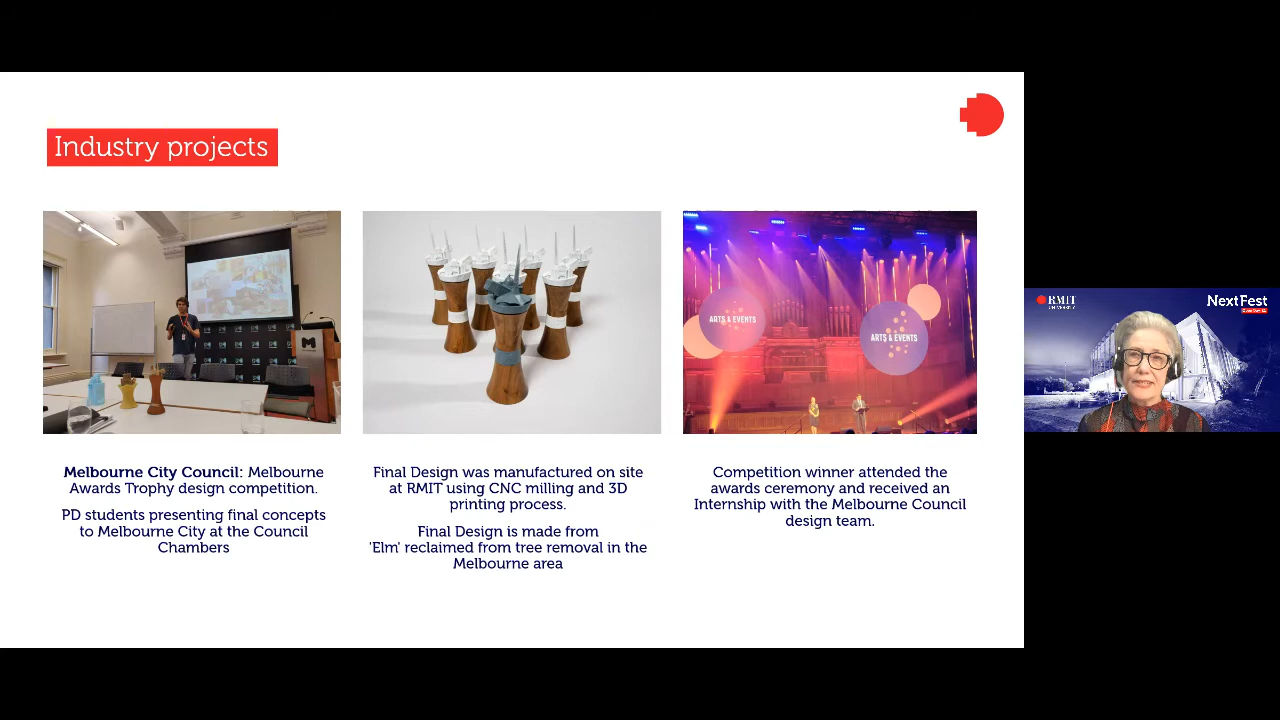 Industry projects
ARTS & EVENTS
ARTS & EVENTS
Melbourne City Council: Melbourne
Awards Trophy design competition.
PD students presenting final concepts
to Melbourne City at the Council
Chambers
Final Design was manufactured on site
at RMIT using CNC milling and 3D
printing process.
Final Design is made from
'Elm' reclaimed from tree removal in the
Melbourne area
Competition winner attended the
awards ceremony and received an
Internship with the Melbourne Council
design team.
RMIT
UNIVERSITY
NextFest